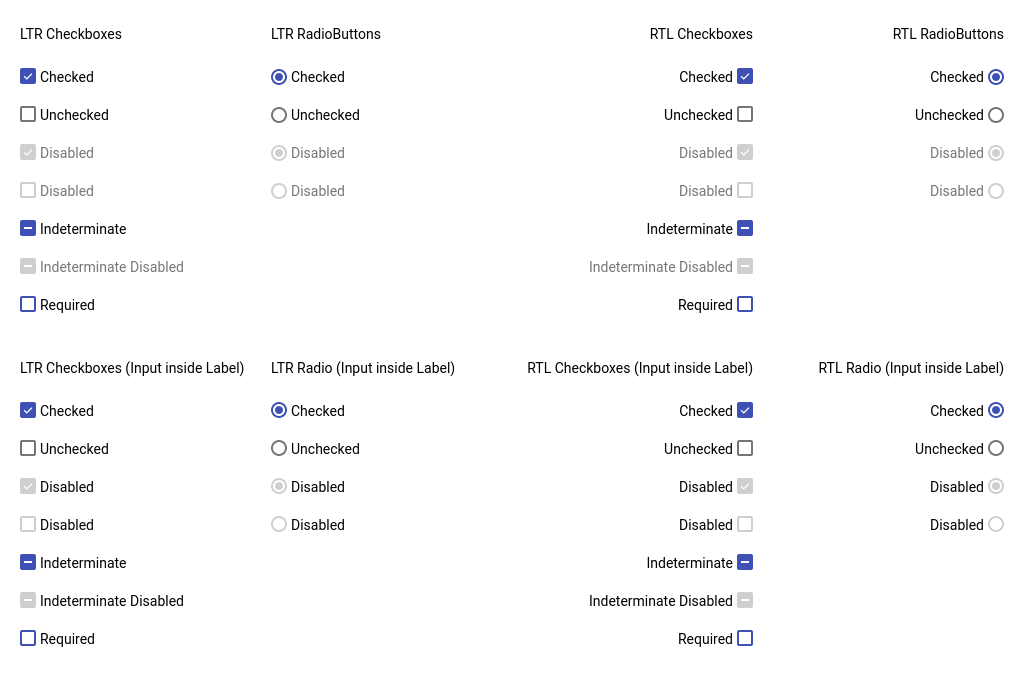 LTR Checkboxes LTR RadioButtons RTL Checkboxes RTL RadioButtons
Checked Checked Checked Checked
Unchecked Unchecked Unchecked Unchecked
Disabled Disabled Disabled Disabled
Disabled Disabled Disabled Disabled
Indeterminate Indeterminate
Indeterminate Disabled Indeterminate Disabled
Required Required
LTR Checkboxes (Input inside Label) LTR Radio (Input inside Label) RTL Checkboxes (Input inside Label) RTL Radio (Input inside Label)
Checked Checked Checked Checked
Unchecked Unchecked Unchecked Unchecked
Disabled Disabled Disabled Disabled
Disabled Disabled Disabled Disabled
Indeterminate Indeterminate
Indeterminate Disabled Indeterminate Disabled
Required Required